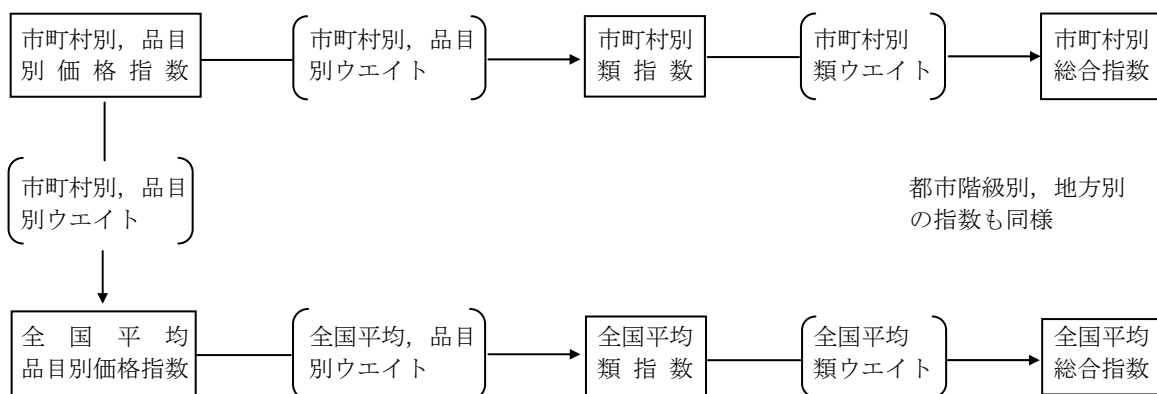 市町村別，品目
別価格指数
市町村別，品目
別ウエイト
市町村別
類指数
市町村別
類ウエイト
市町村別
総合指数
市町村別，品目
別ウエイト
都市階級別，地方別
の指数も同様
全国平均
品目別価格指数
全国平均，品目
別ウエイト
全国平均
類指数
全国平均
類ウエイト
全国平均
総合指数